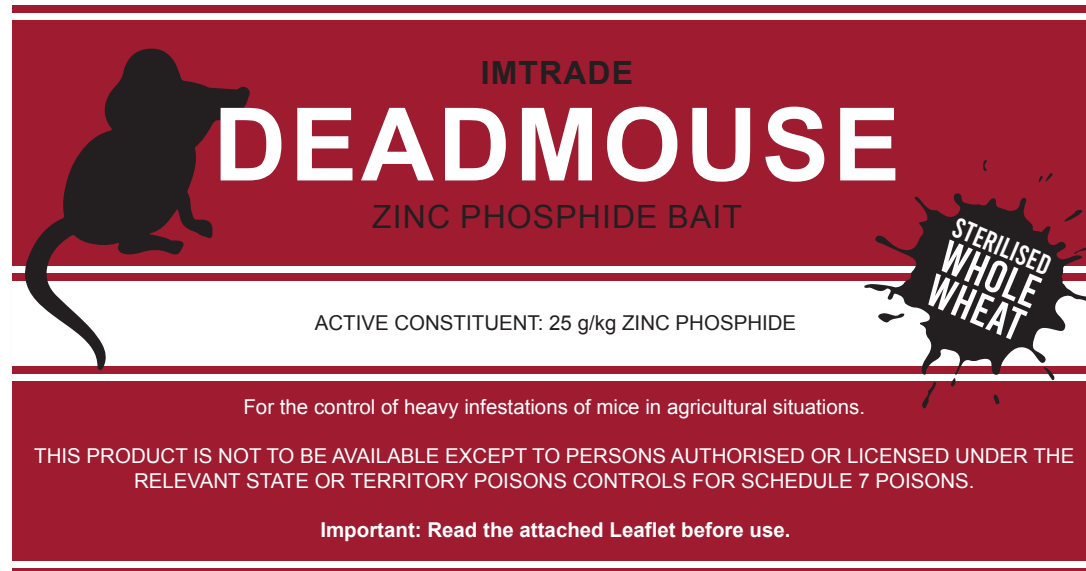 IMTRADE
DEADMOUSE
ZINC PHOSPHIDE BAIT
STERILISED
WHOLE
WHEAT
ACTIVE CONSTITUENT: 25 g/kg ZINC PHOSPHIDE
For the control of heavy infestations of mice in agricultural situations.
THIS PRODUCT IS NOT TO BE AVAILABLE EXCEPT TO PERSONS AUTHORISED OR LICENSED UNDER THE
RELEVANT STATE OR TERRITORY POISONS CONTROLS FOR SCHEDULE 7 POISONS.
Important: Read the attached Leaflet before use.